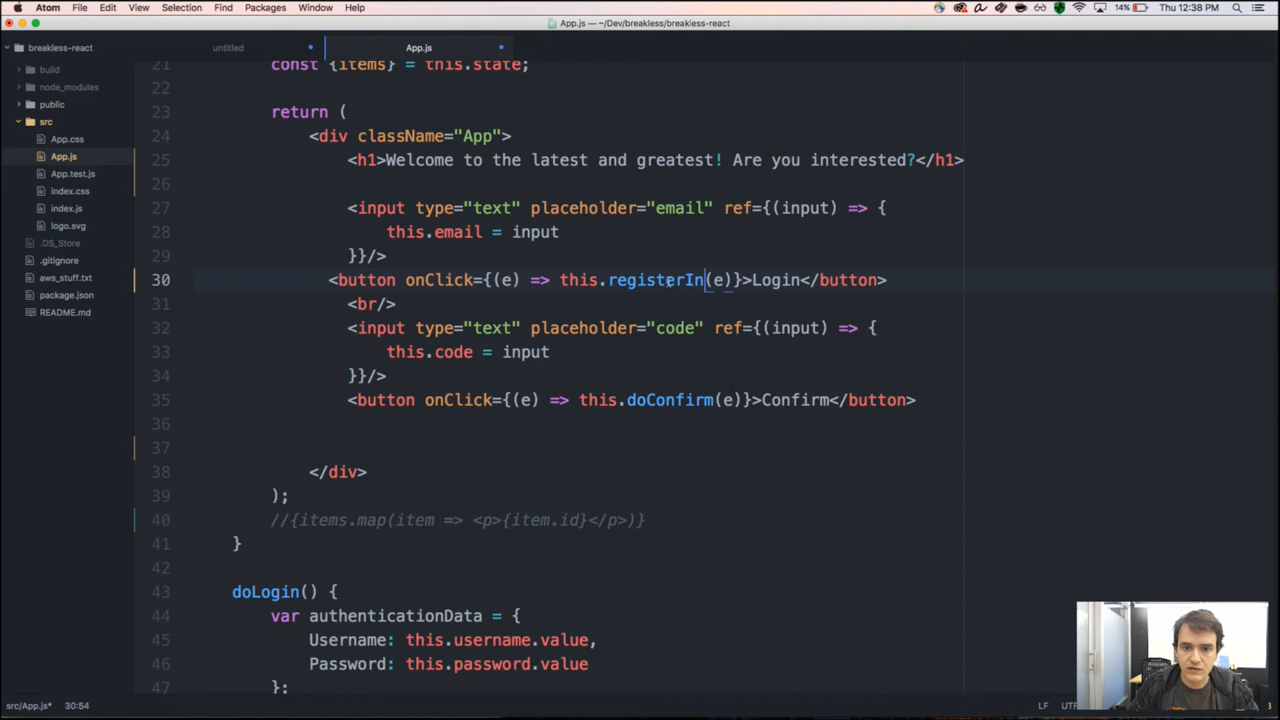 Atom File Edit View Selection Find Packages Window Help 14% Thu 12:38 PM
App.js — ~/Dev/breakless/breakless-react
breakless-react
untitled
App.js
build
node_modules
public
src
App.css
App.js
App.test.js
index.css
index.js
logo.svg
.DS_Store
.gitignore
aws_stuff.txt
package.json
README.md
21 const {items} = this.state;
22
23 return (
24 <div className="App">
25 <h1>Welcome to the latest and greatest! Are you interested?</h1>
26
27 <input type="text" placeholder="email" ref={(input) => {
28 this.email = input
29 }}/>
30 <button onClick={(e) => this.registerIn(e)}>Login</button>
31 <br/>
32 <input type="text" placeholder="code" ref={(input) => {
33 this.code = input
34 }}/>
35 <button onClick={(e) => this.doConfirm(e)}>Confirm</button>
36
37
38 </div>
39 );
40 //{items.map(item => <p>{item.id}</p>)}
41 }
42
43 doLogin() {
44 var authenticationData = {
45 Username: this.username.value,
46 Password: this.password.value
47 };
src/App.js* 30:54 LF